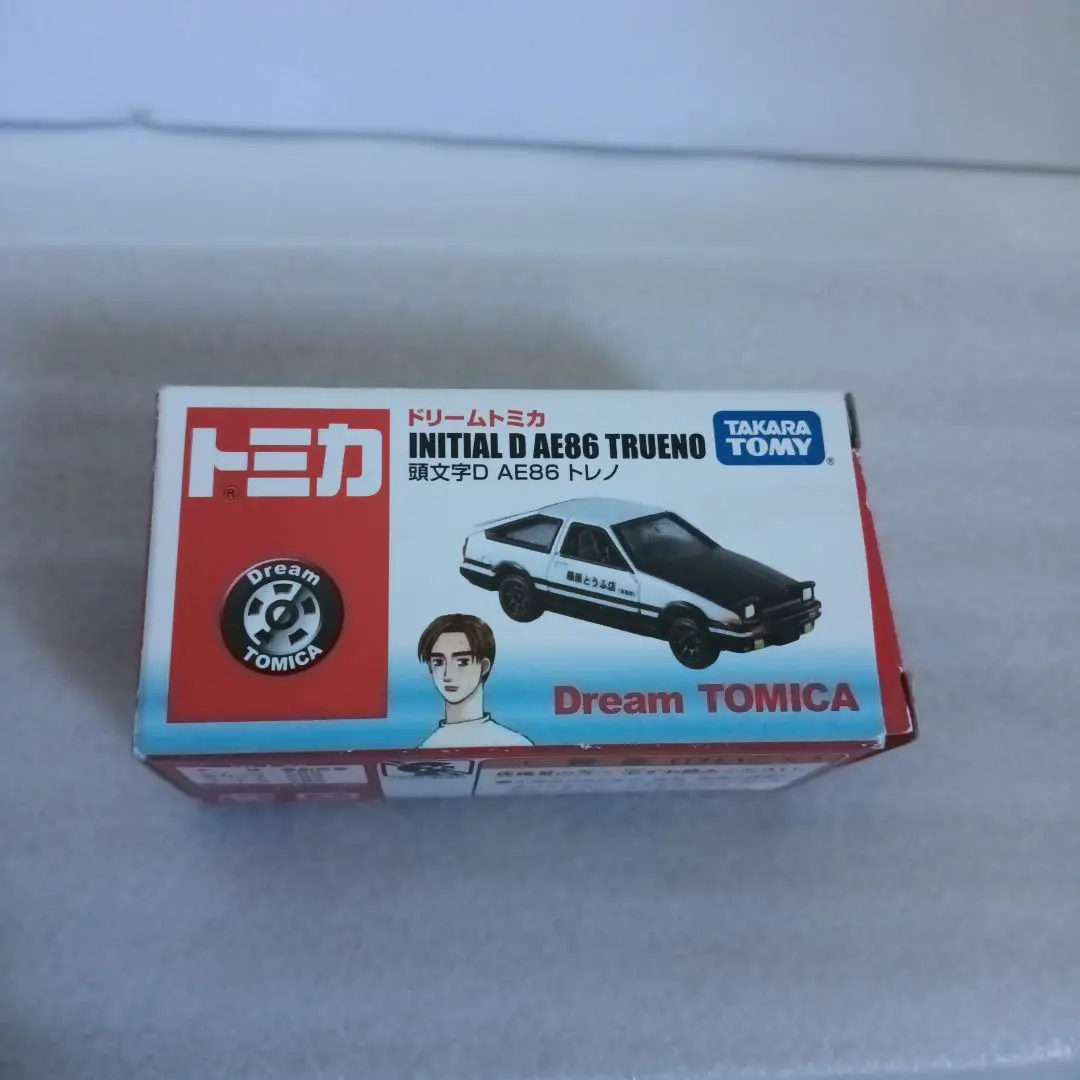 トミカ
®
Dream
TOMICA
ドリームトミカ
INITIAL D AE86 TRUENO
頭文字D AE86 トレノ
TAKARA
TOMY
®
藤原とうふ店
Dream TOMICA